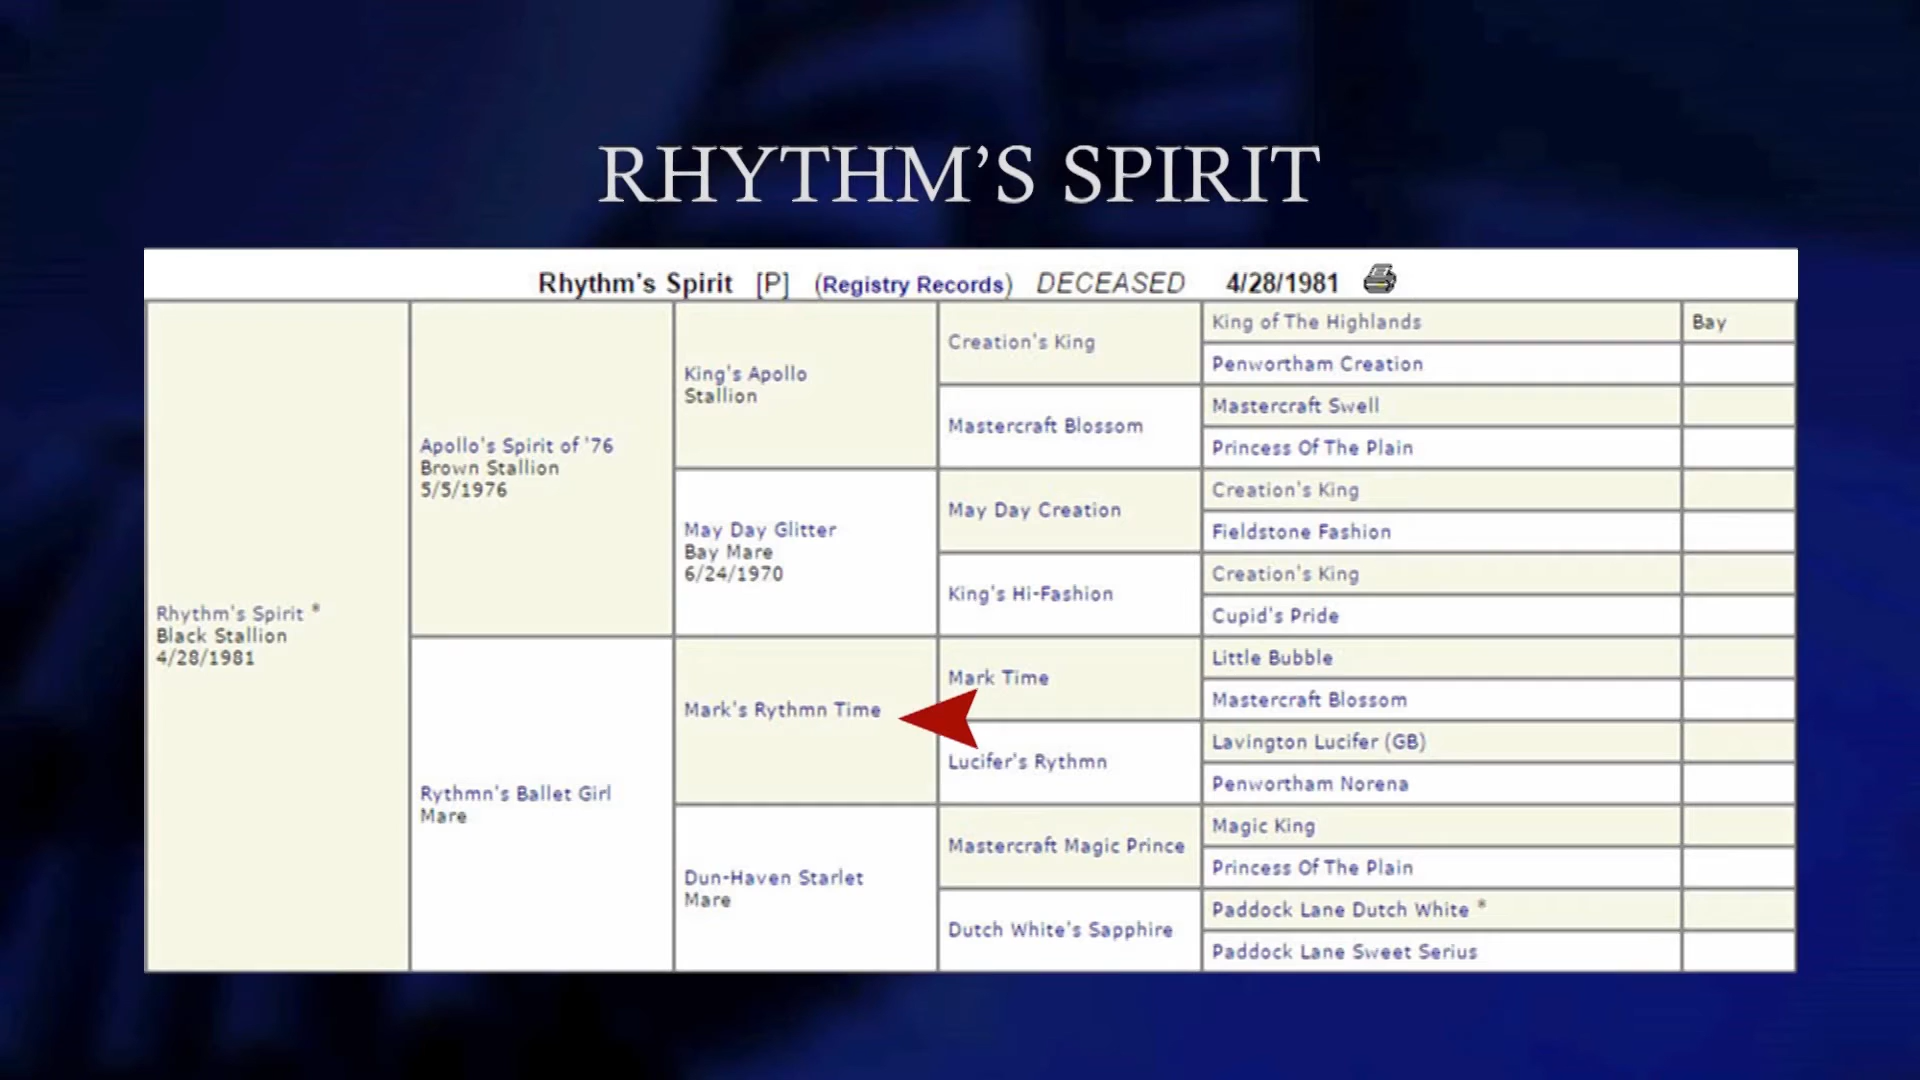 RHYTHM'S SPIRIT
Rhythm's Spirit [P] (Registry Records) DECEASED 4/28/1981
Rhythm's Spirit *
Black Stallion
4/28/1981
Apollo's Spirit of '76
Brown Stallion
5/5/1976
Rythmn's Ballet Girl
Mare
King's Apollo
Stallion
May Day Glitter
Bay Mare
6/24/1970
Mark's Rythmn Time
Dun-Haven Starlet
Mare
Creation's King
Mastercraft Blossom
May Day Creation
King's Hi-Fashion
Mark Time
Lucifer's Rythmn
Mastercraft Magic Prince
Dutch White's Sapphire
King of The Highlands Bay
Penwortham Creation
Mastercraft Swell
Princess Of The Plain
Creation's King
Fieldstone Fashion
Creation's King
Cupid's Pride
Little Bubble
Mastercraft Blossom
Lavington Lucifer (GB)
Penwortham Norena
Magic King
Princess Of The Plain
Paddock Lane Dutch White *
Paddock Lane Sweet Serius